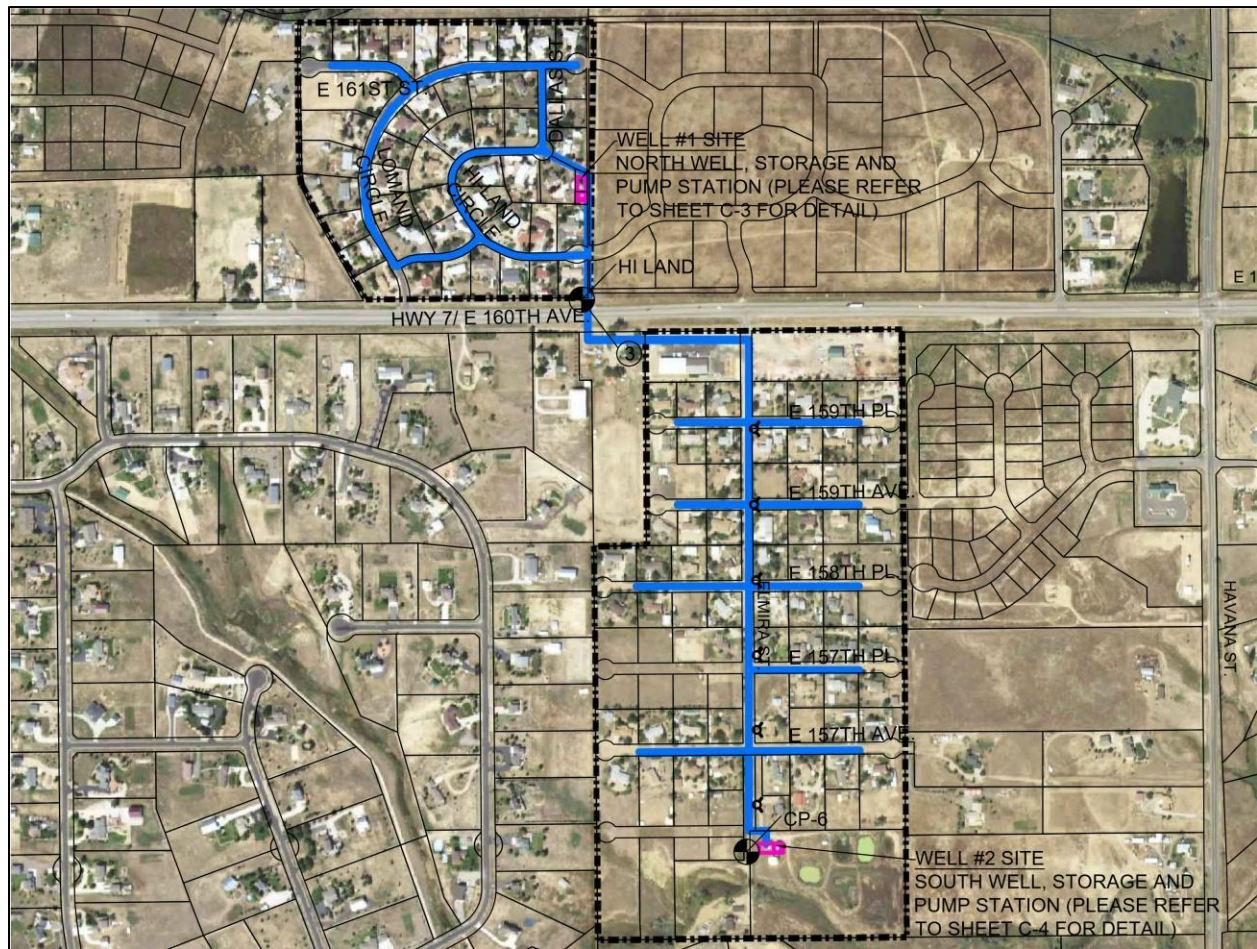 E 161ST ST.
DALLAS ST.
LOMAND
CIRCLE
HI LAND
CIRCLE
WELL #1 SITE
NORTH WELL, STORAGE AND
PUMP STATION (PLEASE REFER
TO SHEET C-3 FOR DETAIL)
HI LAND
E 1
HWY 7/ E 160TH AVE
3
E 159TH PL
E 159TH AVE.
E 158TH PL
ELMIRA ST.
E 157TH PL
E 157TH AVE.
HAVANA ST.
CP-6
WELL #2 SITE
SOUTH WELL, STORAGE AND
PUMP STATION (PLEASE REFER
TO SHEET C-4 FOR DETAIL)